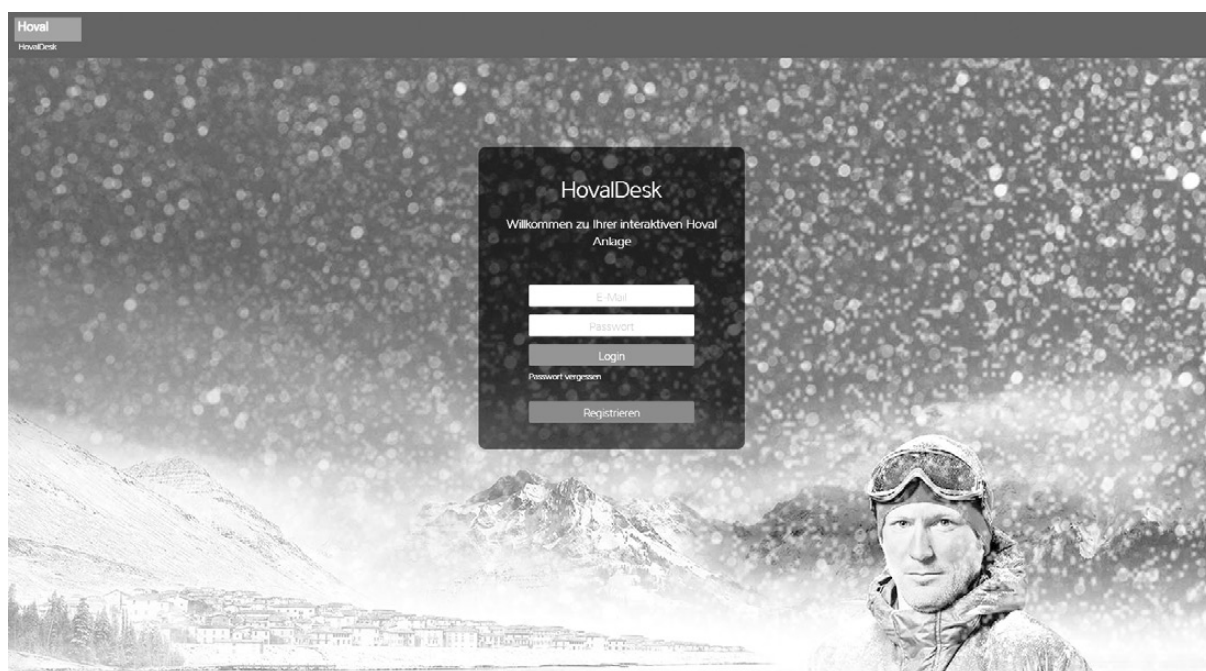 Hoval
HovalDesk
HovalDesk
Willkommen zu Ihrer interaktiven Hoval
Anlage
E-Mail
Passwort
Login
Passwort vergessen
Registrieren